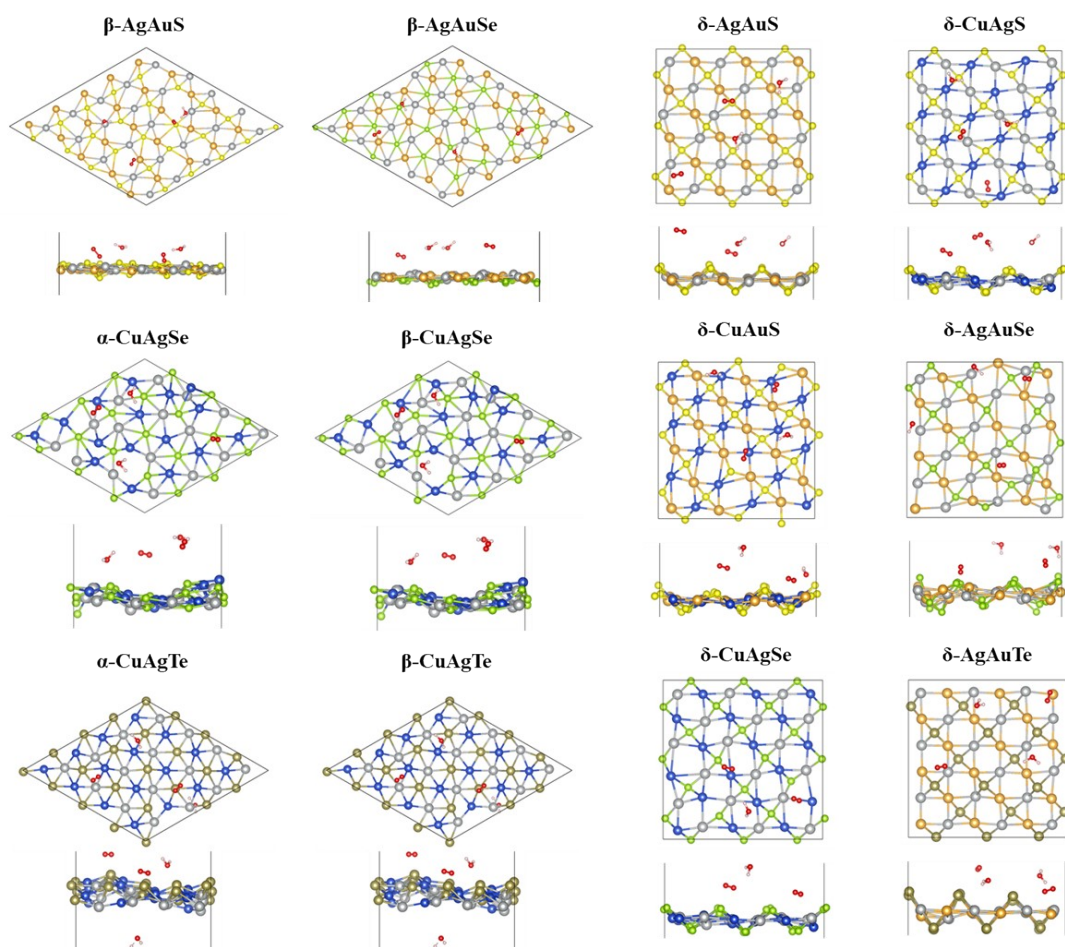 β-AgAuS
β-AgAuSe
δ-AgAuS
δ-CuAgS
α-CuAgSe
β-CuAgSe
δ-CuAuS
δ-AgAuSe
α-CuAgTe
β-CuAgTe
δ-CuAgSe
δ-AgAuTe